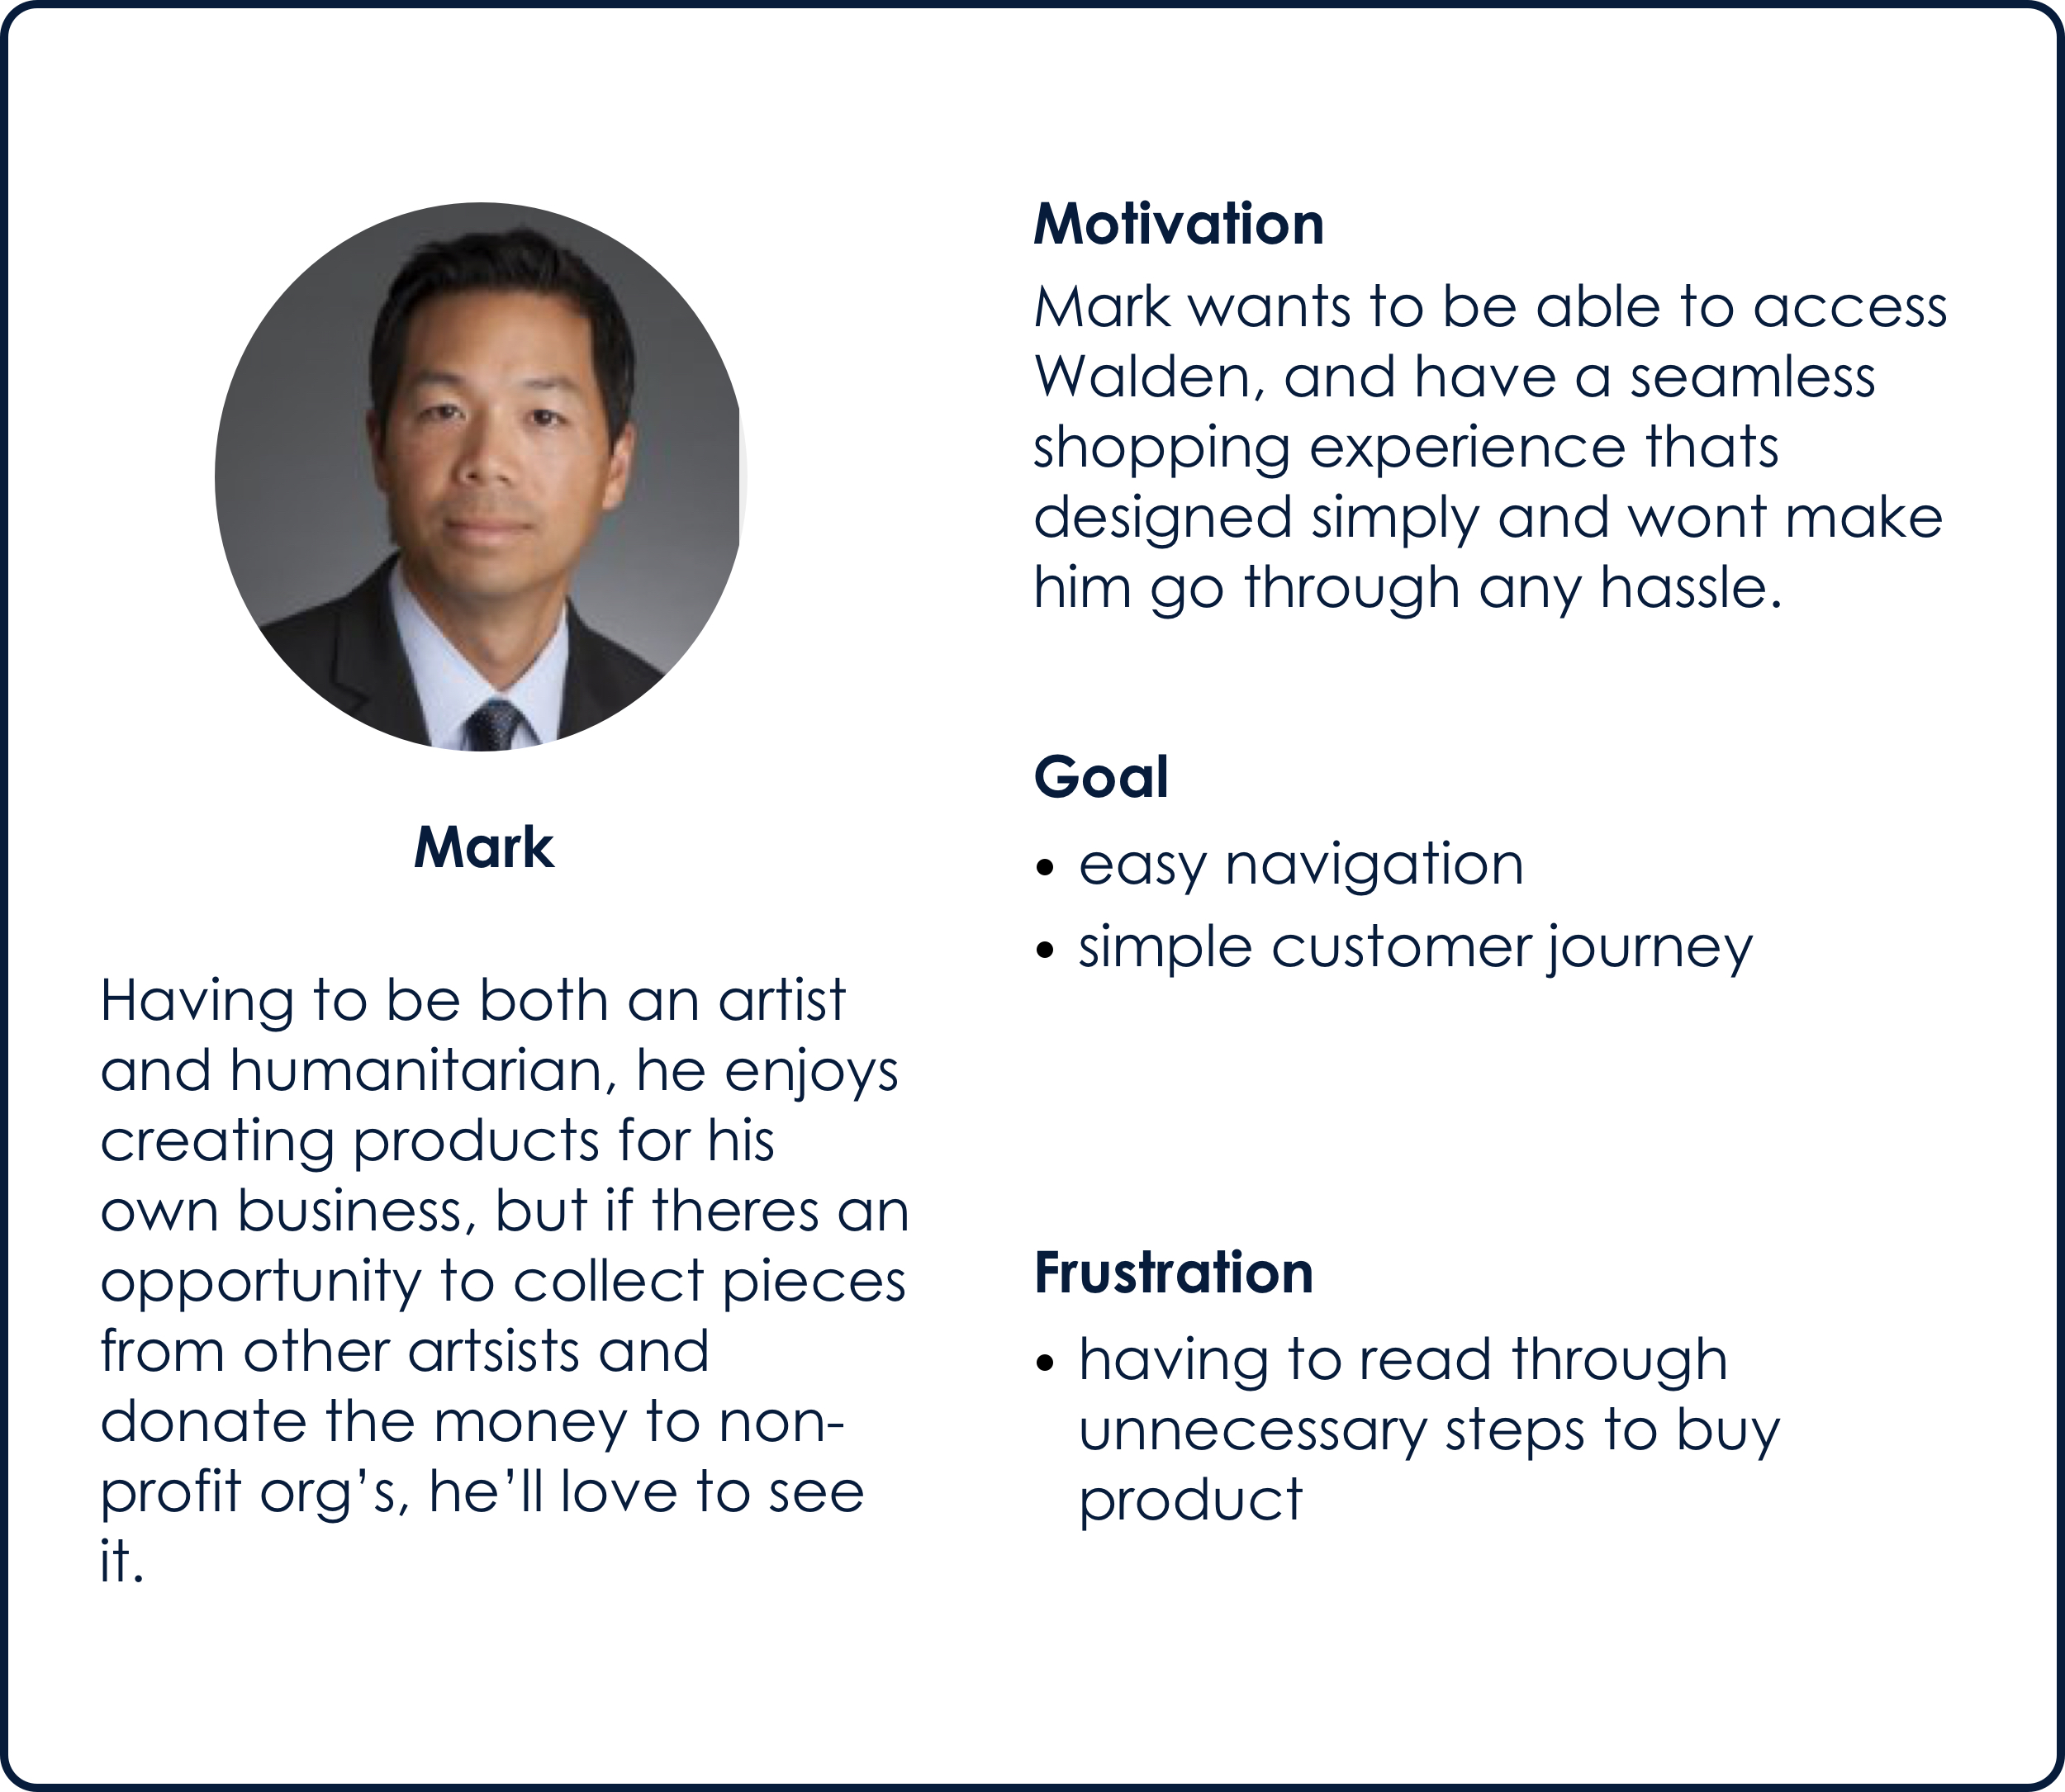 Mark
Having to be both an artist
and humanitarian, he enjoys
creating products for his
own business, but if theres an
opportunity to collect pieces
from other artsists and
donate the money to non-
profit org’s, he’ll love to see
it.
Motivation
Mark wants to be able to access
Walden, and have a seamless
shopping experience thats
designed simply and wont make
him go through any hassle.
Goal
• easy navigation
• simple customer journey
Frustration
• having to read through
unnecessary steps to buy
product